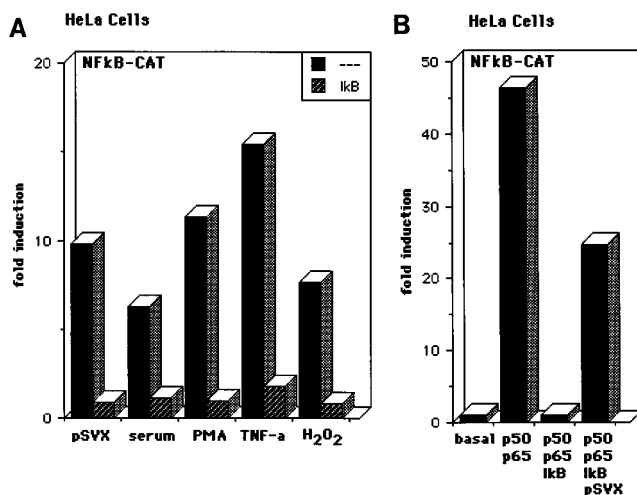 A
HeLa Cells
NFkB-CAT
---
IkB
20
10
0
fold induction
pSVX serum PMA TNF-a H₂O₂
B
HeLa Cells
NFkB-CAT
50
40
30
20
10
0
fold induction
basal p50 p50 p50
p65 p65 p65
IkB IkB
pSVX